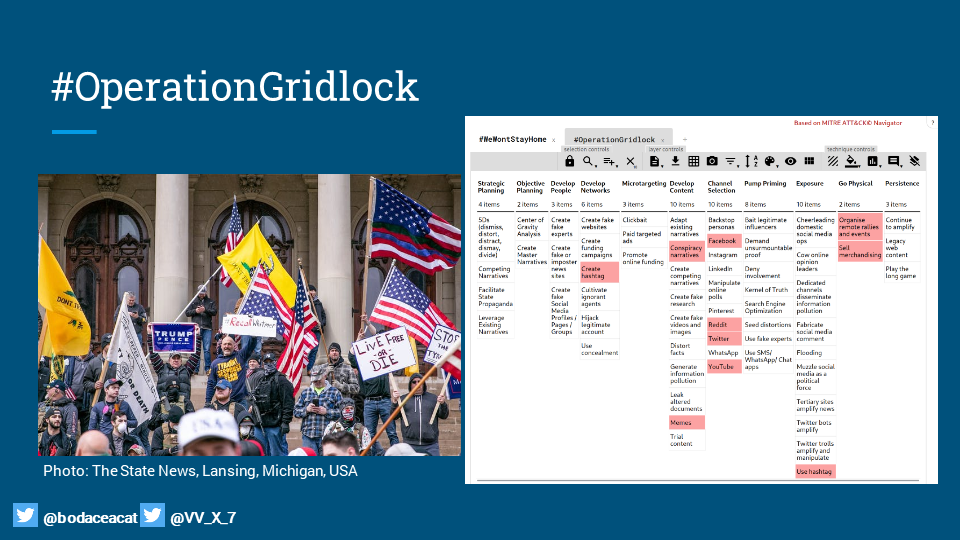 #OperationGridlock
Based on MITRE ATT&CK® Navigator
?
#WeWontStayHome x #OperationGridlock x +
selection controls layer controls technique controls
Strategic Planning
4 items
5Ds (dismiss, distort, distract, dismay, divide)
Competing Narratives
Facilitate State Propaganda
Leverage Existing Narratives
Objective Planning
2 items
Center of Gravity Analysis
Create Master Narratives
Develop People
3 items
Create fake experts
Create fake or imposter news sites
Create fake Social Media Profiles / Pages / Groups
Develop Networks
6 items
Create fake websites
Create funding campaigns
Create hashtag
Cultivate ignorant agents
Hijack legitimate account
Use concealment
Microtargeting
3 items
Clickbait
Paid targeted ads
Promote online funding
Develop Content
10 items
Adapt existing narratives
Conspiracy narratives
Create competing narratives
Create fake research
Create fake videos and images
Distort facts
Generate information pollution
Leak altered documents
Memes
Trial content
Channel Selection
10 items
Backstop personas
Facebook
Instagram
LinkedIn
Manipulate online polls
Pinterest
Reddit
Twitter
WhatsApp
YouTube
Pump Priming
8 items
Bait legitimate influencers
Demand unsurmountable proof
Deny involvement
Kernel of Truth
Search Engine Optimization
Seed distortions
Use fake experts
Use SMS/ WhatsApp/ Chat apps
Exposure
10 items
Cheerleading domestic social media ops
Cow online opinion leaders
Dedicated channels disseminate information pollution
Fabricate social media comment
Flooding
Muzzle social media as a political force
Tertiary sites amplify news
Twitter bots amplify
Twitter trolls amplify and manipulate
Use hashtag
Go Physical
2 items
Organise remote rallies and events
Sell merchandising
Persistence
3 items
Continue to amplify
Legacy web content
Play the long game
DON'T
TRUMP
PENCE
Recall Whitmer
OR DEATH
LIVE FREE
OR
DIE
STOP
THE
Photo: The State News, Lansing, Michigan, USA
@bodaceacat @VV_X_7